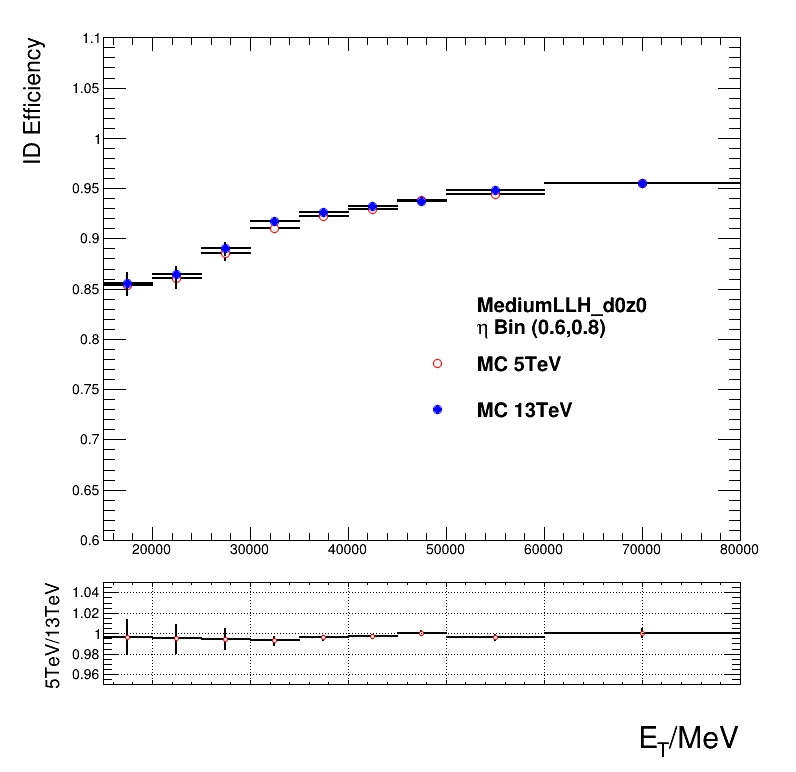 ID Efficiency
1.1
1.05
1
0.95
0.9
0.85
0.8
0.75
0.7
0.65
0.6
MediumLLH_d0z0
η Bin (0.6,0.8)
MC 5TeV
MC 13TeV
20000 30000 40000 50000 60000 70000 80000
5TeV/13TeV
1.04
1.02
1
0.98
0.96
E_T/MeV